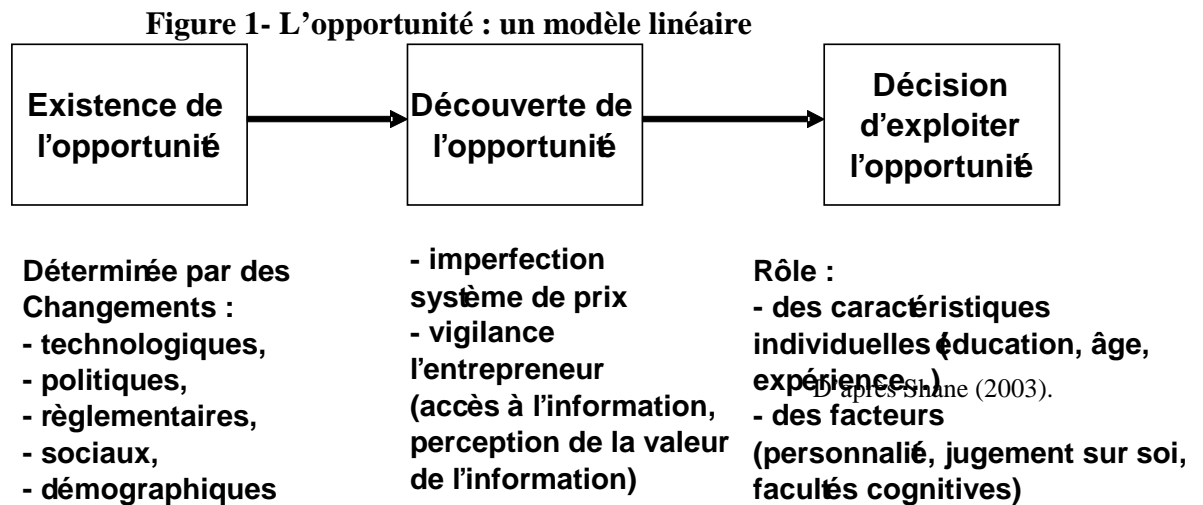 Figure 1- L’opportunité : un modèle linéaire
Existence de
l’opportunité
Découverte de
l’opportunité
Décision
d’exploiter
l’opportunité
Déterminée par des
Changements :
- technologiques,
- politiques,
- règlementaires,
- sociaux,
- démographiques
- imperfection
système de prix
- vigilance
l’entrepreneur
(accès à l’information,
perception de la valeur
de l’information)
Rôle :
- des caractéristiques
individuelles (éducation, âge,
expérience...)
D’après Shane (2003).
- des facteurs
(personnalité, jugement sur soi,
facultés cognitives)